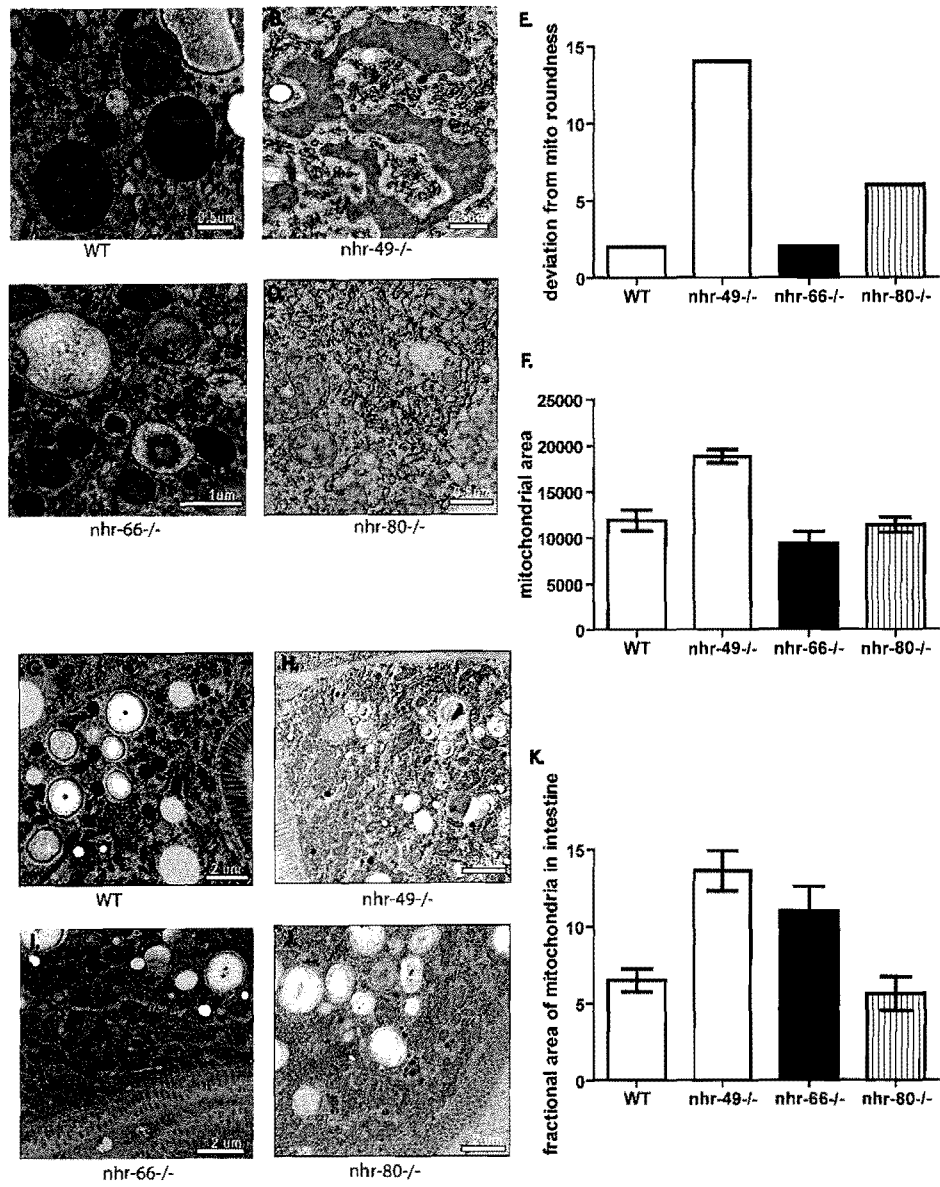 B.
E.
deviation from mito roundness
15
10
5
0
WT
nhr-49-/-
nhr-66-/-
nhr-80-/-
0.5um
WT
nhr-49-/-
1um
nhr-66-/-
nhr-80-/-
F.
mitochondrial area
25000
20000
15000
10000
5000
0
WT
nhr-49-/-
nhr-66-/-
nhr-80-/-
H.
2 um
WT
nhr-49-/-
I.
2 um
nhr-66-/-
nhr-80-/-
K.
fractional area of mitochondria in intestine
15
10
5
0
WT
nhr-49-/-
nhr-66-/-
nhr-80-/-